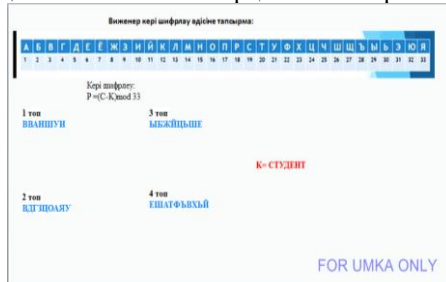 Виженер кері шифрлау әдісіне тапсырма:
А Б В Г Д Е Ё Ж З И Й К Л М Н О П Р С Т У Ф Х Ц Ч Ш Щ Ъ Ы Ь Э Ю Я
1 2 3 4 5 6 7 8 9 10 11 12 13 14 15 16 17 18 19 20 21 22 23 24 25 26 27 28 29 30 31 32 33
Кері шифрлеу:
P =(C-K)mod 33
1 топ
ВВАНШУИ
3 топ
ЫБЖЙЦЬШЕ
K= СТУДЕНТ
2 топ
ВДГЗЦОАЯУ
4 топ
ЕШАТФЪВХЬЙ
FOR UMKA ONLY